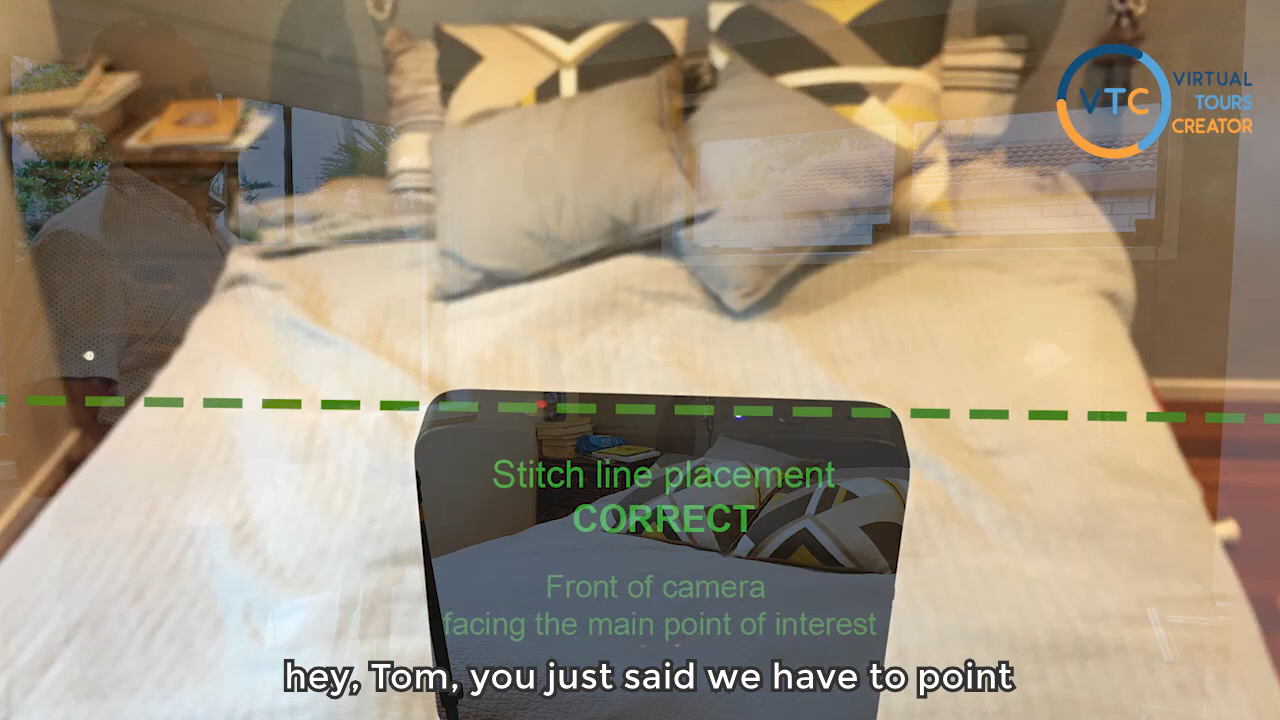 VTC
VIRTUAL
TOURS
CREATOR
Stitch line placement
CORRECT
Front of camera
facing the main point of interest
hey, Tom, you just said we have to point